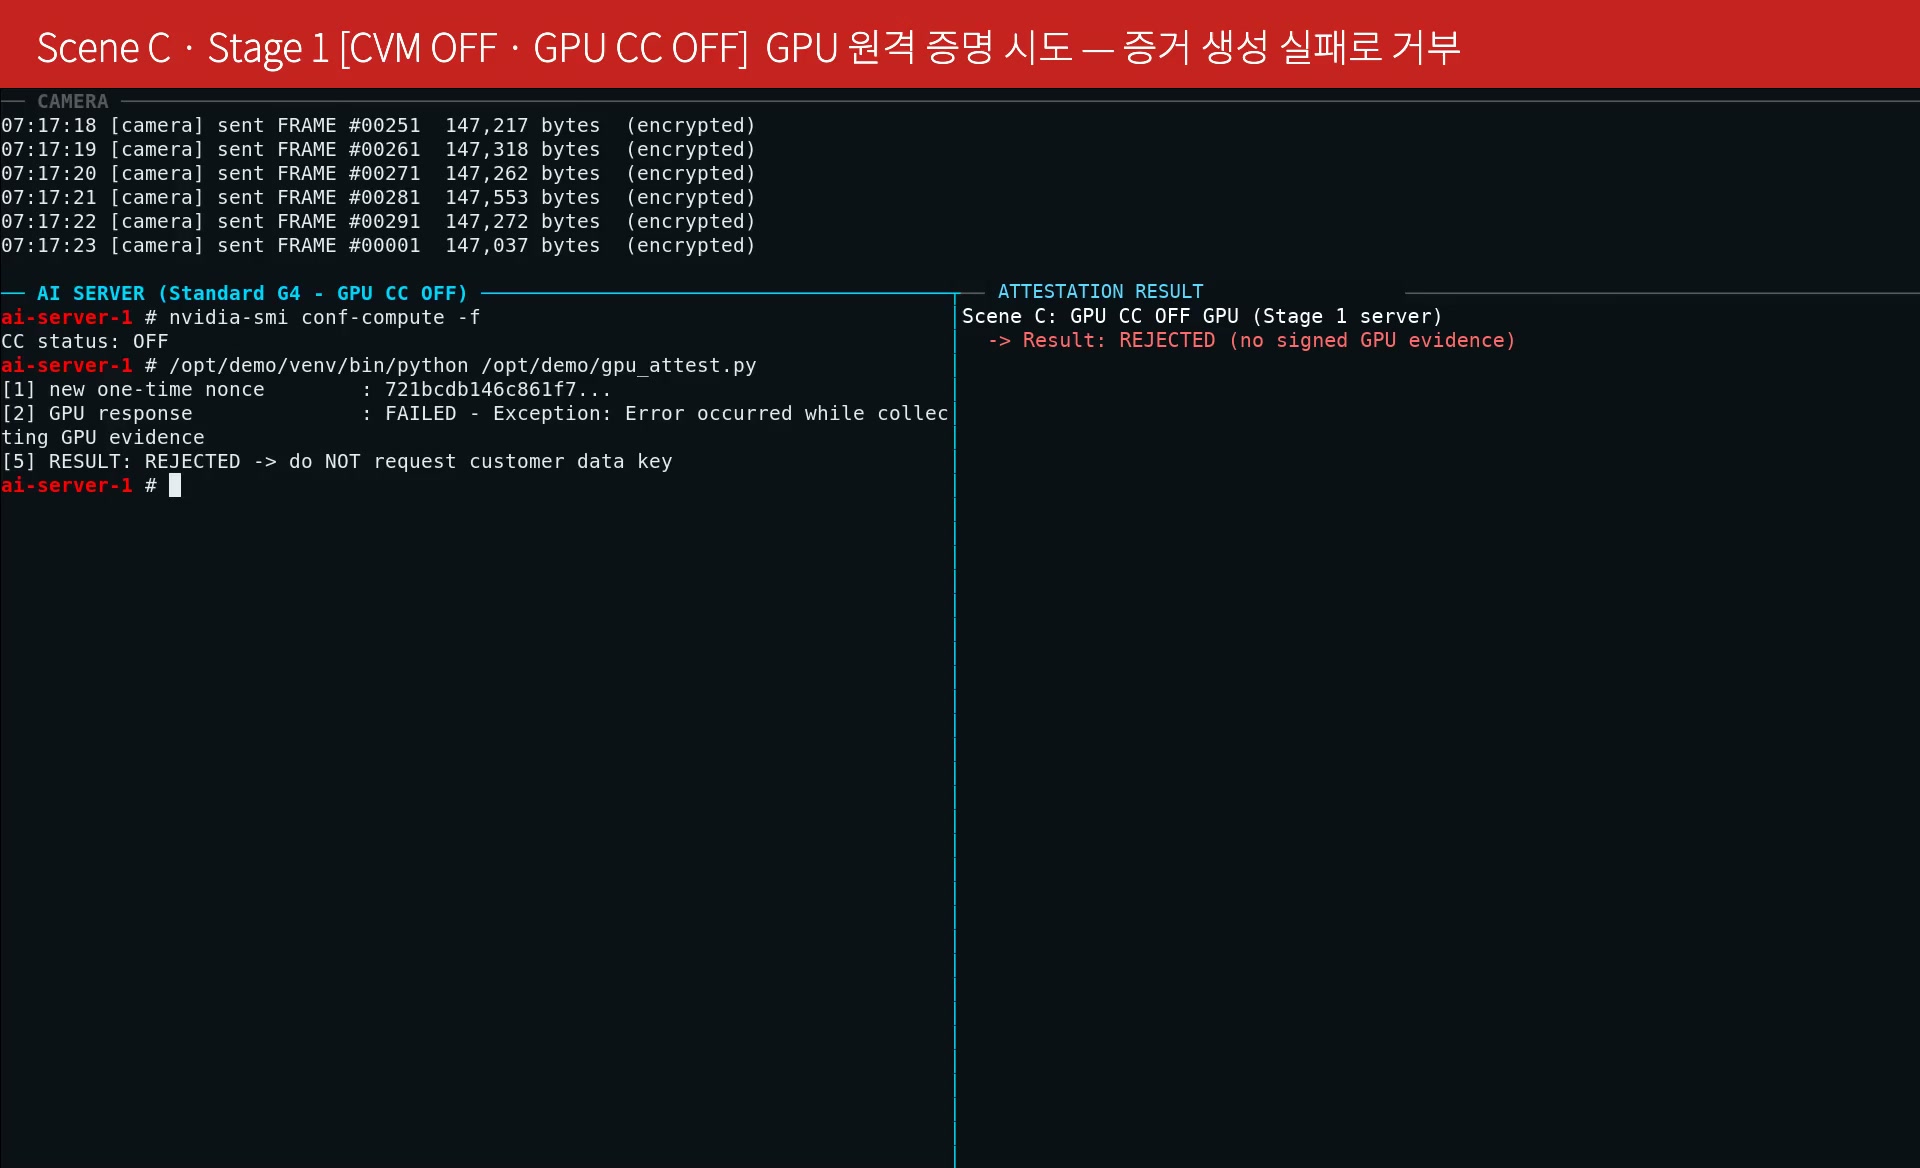 Scene C · Stage 1 [CVM OFF · GPU CC OFF]  GPU 원격 증명 시도 — 증거 생성 실패로 거부
CAMERA
07:17:18 [camera] sent FRAME #00251  147,217 bytes  (encrypted)
07:17:19 [camera] sent FRAME #00261  147,318 bytes  (encrypted)
07:17:20 [camera] sent FRAME #00271  147,262 bytes  (encrypted)
07:17:21 [camera] sent FRAME #00281  147,553 bytes  (encrypted)
07:17:22 [camera] sent FRAME #00291  147,272 bytes  (encrypted)
07:17:23 [camera] sent FRAME #00001  147,037 bytes  (encrypted)
AI SERVER (Standard G4 - GPU CC OFF)
ai-server-1 # nvidia-smi conf-compute -f
CC status: OFF
ai-server-1 # /opt/demo/venv/bin/python /opt/demo/gpu_attest.py
[1] new one-time nonce        : 721bcdb146c861f7...
[2] GPU response              : FAILED - Exception: Error occurred while collec
ting GPU evidence
[5] RESULT: REJECTED -> do NOT request customer data key
ai-server-1 #
ATTESTATION RESULT
Scene C: GPU CC OFF GPU (Stage 1 server)
-> Result: REJECTED (no signed GPU evidence)